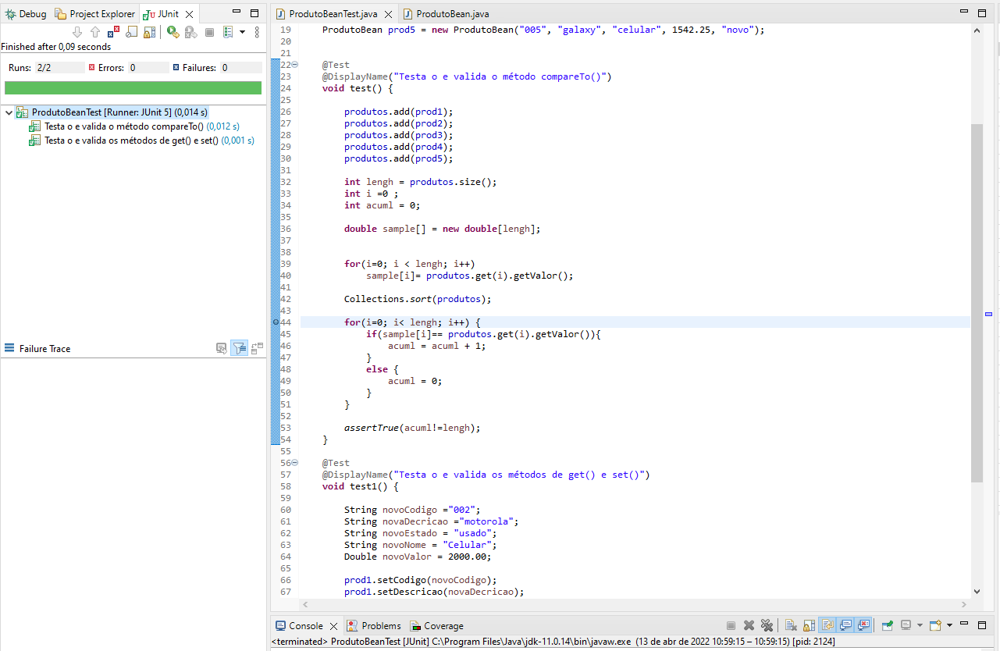 Debug Project Explorer JUnit
Finished after 0,09 seconds
Runs: 2/2 Errors: 0 Failures: 0
ProdutoBeanTest [Runner: JUnit 5] (0,014 s)
Testa o e valida o método compareTo() (0,012 s)
Testa o e valida os métodos de get() e set() (0,001 s)
Failure Trace
ProdutoBeanTest.java ProdutoBean.java
19 ProdutoBean prod5 = new ProdutoBean("005", "galaxy", "celular", 1542.25, "novo");
20
21
22 @Test
23 @DisplayName("Testa o e valida o método compareTo()")
24 void test() {
25
26 produtos.add(prod1);
27 produtos.add(prod2);
28 produtos.add(prod3);
29 produtos.add(prod4);
30 produtos.add(prod5);
31
32 int lengh = produtos.size();
33 int i =0 ;
34 int acuml = 0;
35
36 double sample[] = new double[lengh];
37
38
39 for(i=0; i < lengh; i++)
40 sample[i]= produtos.get(i).getValor();
41
42 Collections.sort(produtos);
43
44 for(i=0; i< lengh; i++) {
45 if(sample[i]== produtos.get(i).getValor()){
46 acuml = acuml + 1;
47 }
48 else {
49 acuml = 0;
50 }
51 }
52
53 assertTrue(acuml!=lengh);
54 }
55
56 @Test
57 @DisplayName("Testa o e valida os métodos de get() e set()")
58 void test1() {
59
60 String novoCodigo ="002";
61 String novaDecricao ="motorola";
62 String novoEstado = "usado";
63 String novoNome = "Celular";
64 Double novoValor = 2000.00;
65
66 prod1.setCodigo(novoCodigo);
67 prod1.setDescricao(novaDecricao);
Console Problems Coverage
<terminated> ProdutoBeanTest [JUnit] C:\Program Files\Java\jdk-11.0.14\bin\javaw.exe (13 de abr de 2022 10:59:15 – 10:59:15) [pid: 2124]